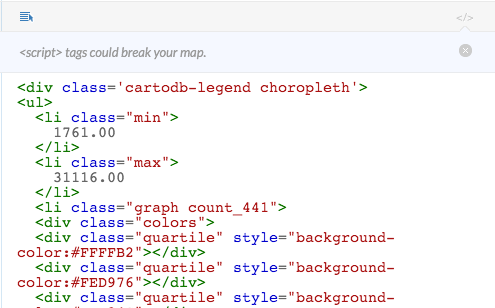 </>
<script> tags could break your map.
<div class='cartodb-legend choropleth'>
<ul>
<li class="min">
1761.00
</li>
<li class="max">
31116.00
</li>
<li class="graph count_441">
<div class="colors">
<div class="quartile" style="background-
color:#FFFFB2"></div>
<div class="quartile" style="background-
color:#FED976"></div>
<div class="quartile" style="background-